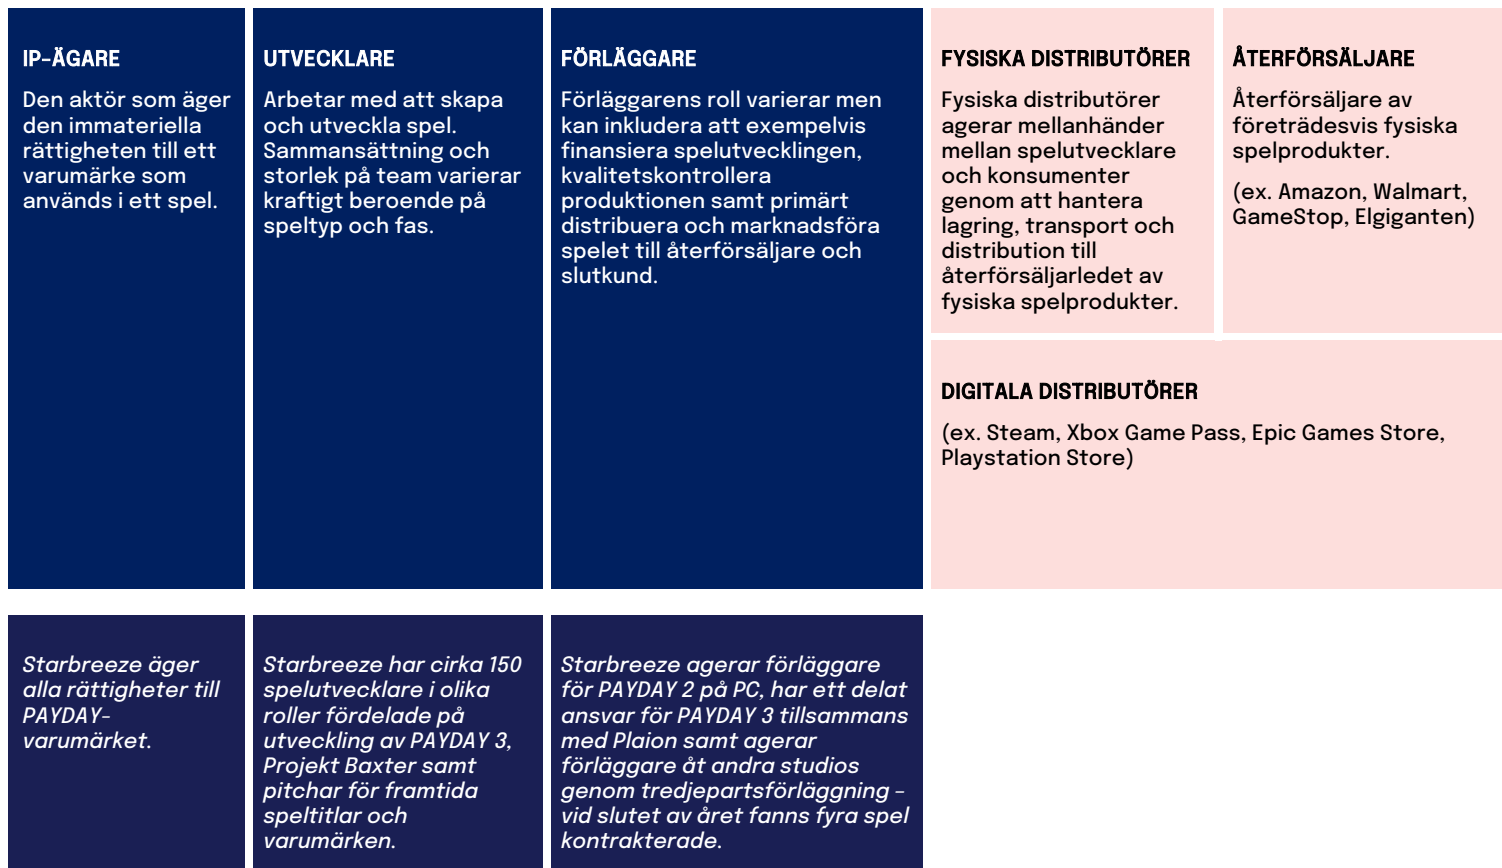 IP-ÄGARE
Den aktör som äger
den immateriella
rättigheten till ett
varumärke som
används i ett spel.
UTVECKLARE
Arbetar med att skapa
och utveckla spel.
Sammansättning och
storlek på team varierar
kraftigt beroende på
speltyp och fas.
FÖRLÄGGARE
Förläggarens roll varierar men
kan inkludera att exempelvis
finansiera spelutvecklingen,
kvalitetskontrollera
produktionen samt primärt
distribuera och marknadsföra
spelet till återförsäljare och
slutkund.
FYSISKA DISTRIBUTÖRER
Fysiska distributörer
agerar mellanhänder
mellan spelutvecklare
och konsumenter
genom att hantera
lagring, transport och
distribution till
återförsäljarledet av
fysiska spelprodukter.
ÅTERFÖRSÄLJARE
Återförsäljare av
företrädesvis fysiska
spelprodukter.
(ex. Amazon, Walmart,
GameStop, Elgiganten)
DIGITALA DISTRIBUTÖRER
(ex. Steam, Xbox Game Pass, Epic Games Store,
Playstation Store)
Starbreeze äger
alla rättigheter till
PAYDAY-
varumärket.
Starbreeze har cirka 150
spelutvecklare i olika
roller fördelade på
utveckling av PAYDAY 3,
Projekt Baxter samt
pitchar för framtida
speltitlar och
varumärken.
Starbreeze agerar förläggare
för PAYDAY 2 på PC, har ett delat
ansvar för PAYDAY 3 tillsammans
med Plaion samt agerar
förläggare åt andra studios
genom tredjepartsförläggning –
vid slutet av året fanns fyra spel
kontrakterade.